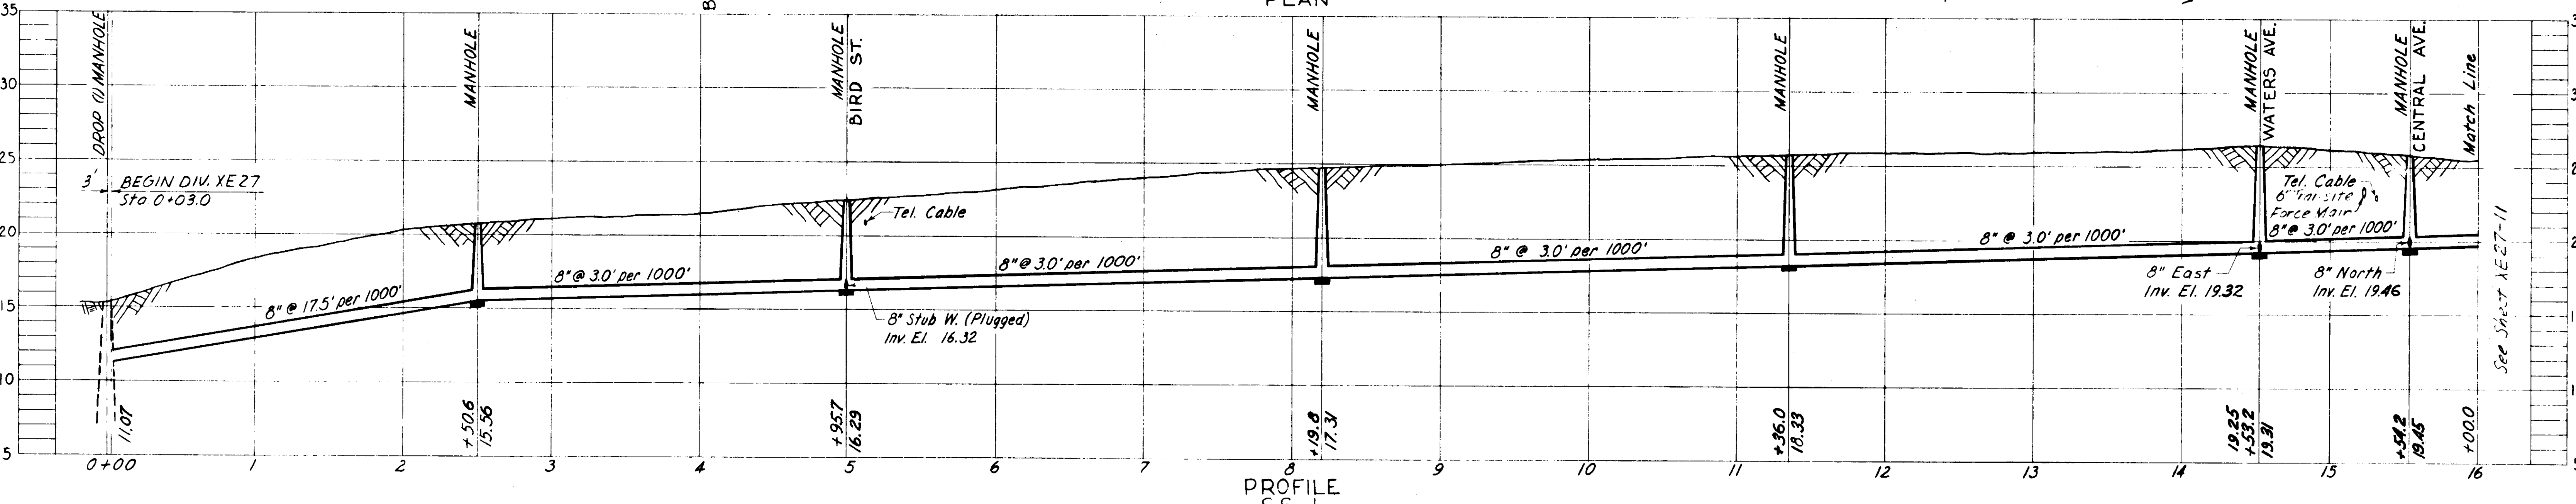 PLAN
35
30
25
20
15
10
5
DROP (1) MANHOLE
3'
BEGIN DIV. XE27
Sta. 0+03.0
MANHOLE
MANHOLE
BIRD ST.
Tel. Cable
MANHOLE
MANHOLE
MANHOLE
WATERS AVE.
MANHOLE
CENTRAL AVE.
Match Line
Tel. Cable
6"
Force Main
8" @ 17.5' per 1000'
8" @ 3.0' per 1000'
8" @ 3.0' per 1000'
8" @ 3.0' per 1000'
8" @ 3.0' per 1000'
8" @ 3.0' per 1000'
8" Stub W. (Plugged)
Inv. El. 16.32
8" East
Inv. El. 19.32
8" North
Inv. El. 19.46
See Sheet XE27-11
11.07
+50.6
15.56
+95.7
16.29
+19.8
17.31
+36.0
18.33
19.25
+53.2
19.31
+54.2
19.45
+00.0
0+00
1
2
3
4
5
6
7
8
9
10
11
12
13
14
15
16
PROFILE